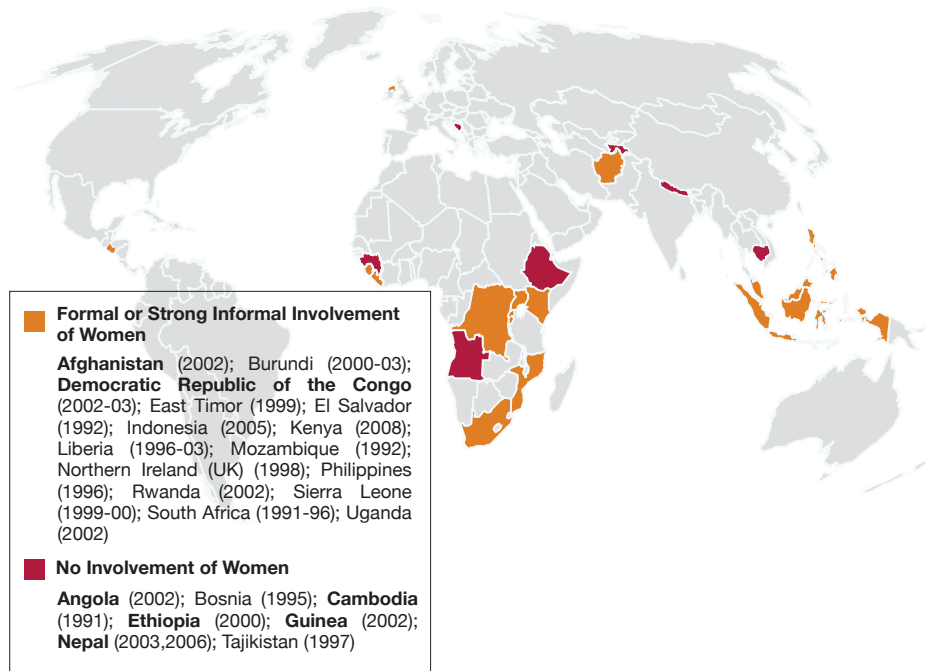 Formal or Strong Informal Involvement
of Women
Afghanistan (2002); Burundi (2000-03);
Democratic Republic of the Congo
(2002-03); East Timor (1999); El Salvador
(1992); Indonesia (2005); Kenya (2008);
Liberia (1996-03); Mozambique (1992);
Northern Ireland (UK) (1998); Philippines
(1996); Rwanda (2002); Sierra Leone
(1999-00); South Africa (1991-96); Uganda
(2002)
No Involvement of Women
Angola (2002); Bosnia (1995); Cambodia
(1991); Ethiopia (2000); Guinea (2002);
Nepal (2003,2006); Tajikistan (1997)